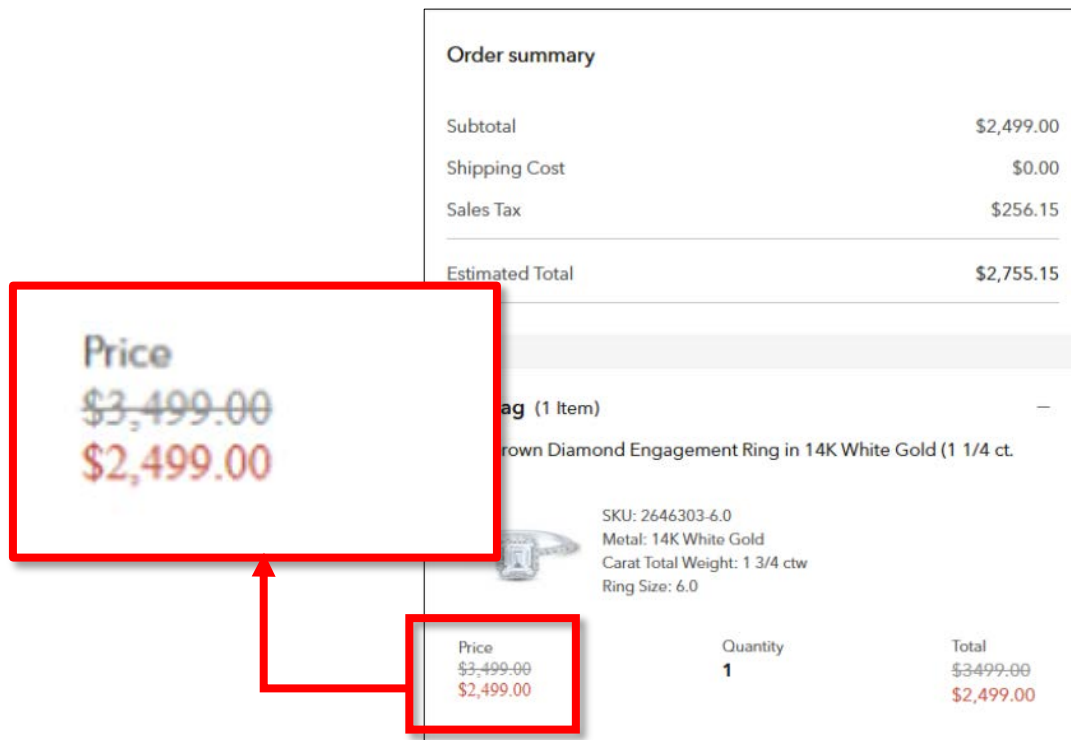 Order summary
Subtotal $2,499.00
Shipping Cost $0.00
Sales Tax $256.15
Estimated Total $2,755.15
Price
$3,499.00
$2,499.00
ag (1 Item) –
rown Diamond Engagement Ring in 14K White Gold (1 1/4 ct.
SKU: 2646303-6.0
Metal: 14K White Gold
Carat Total Weight: 1 3/4 ctw
Ring Size: 6.0
Price Quantity Total
$3,499.00 1 $3499.00
$2,499.00 $2,499.00